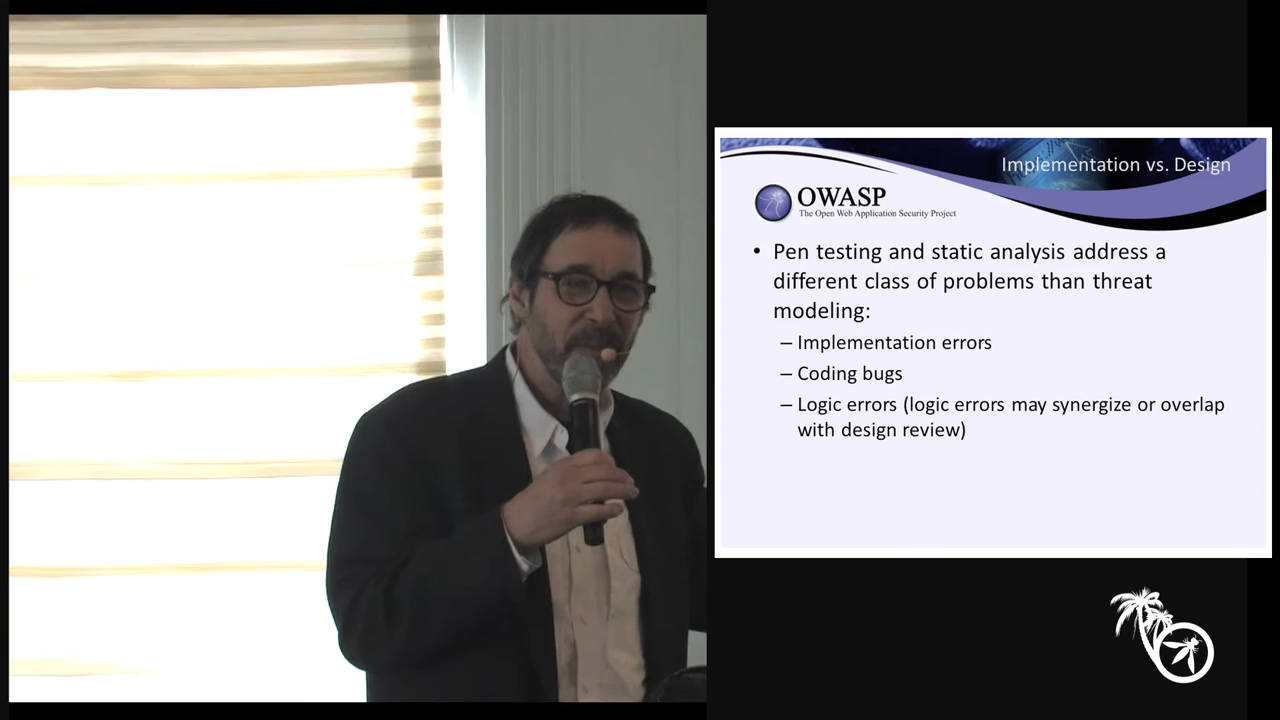 Implementation vs. Design
OWASP
The Open Web Application Security Project
• Pen testing and static analysis address a
different class of problems than threat
modeling:
– Implementation errors
– Coding bugs
– Logic errors (logic errors may synergize or overlap
with design review)